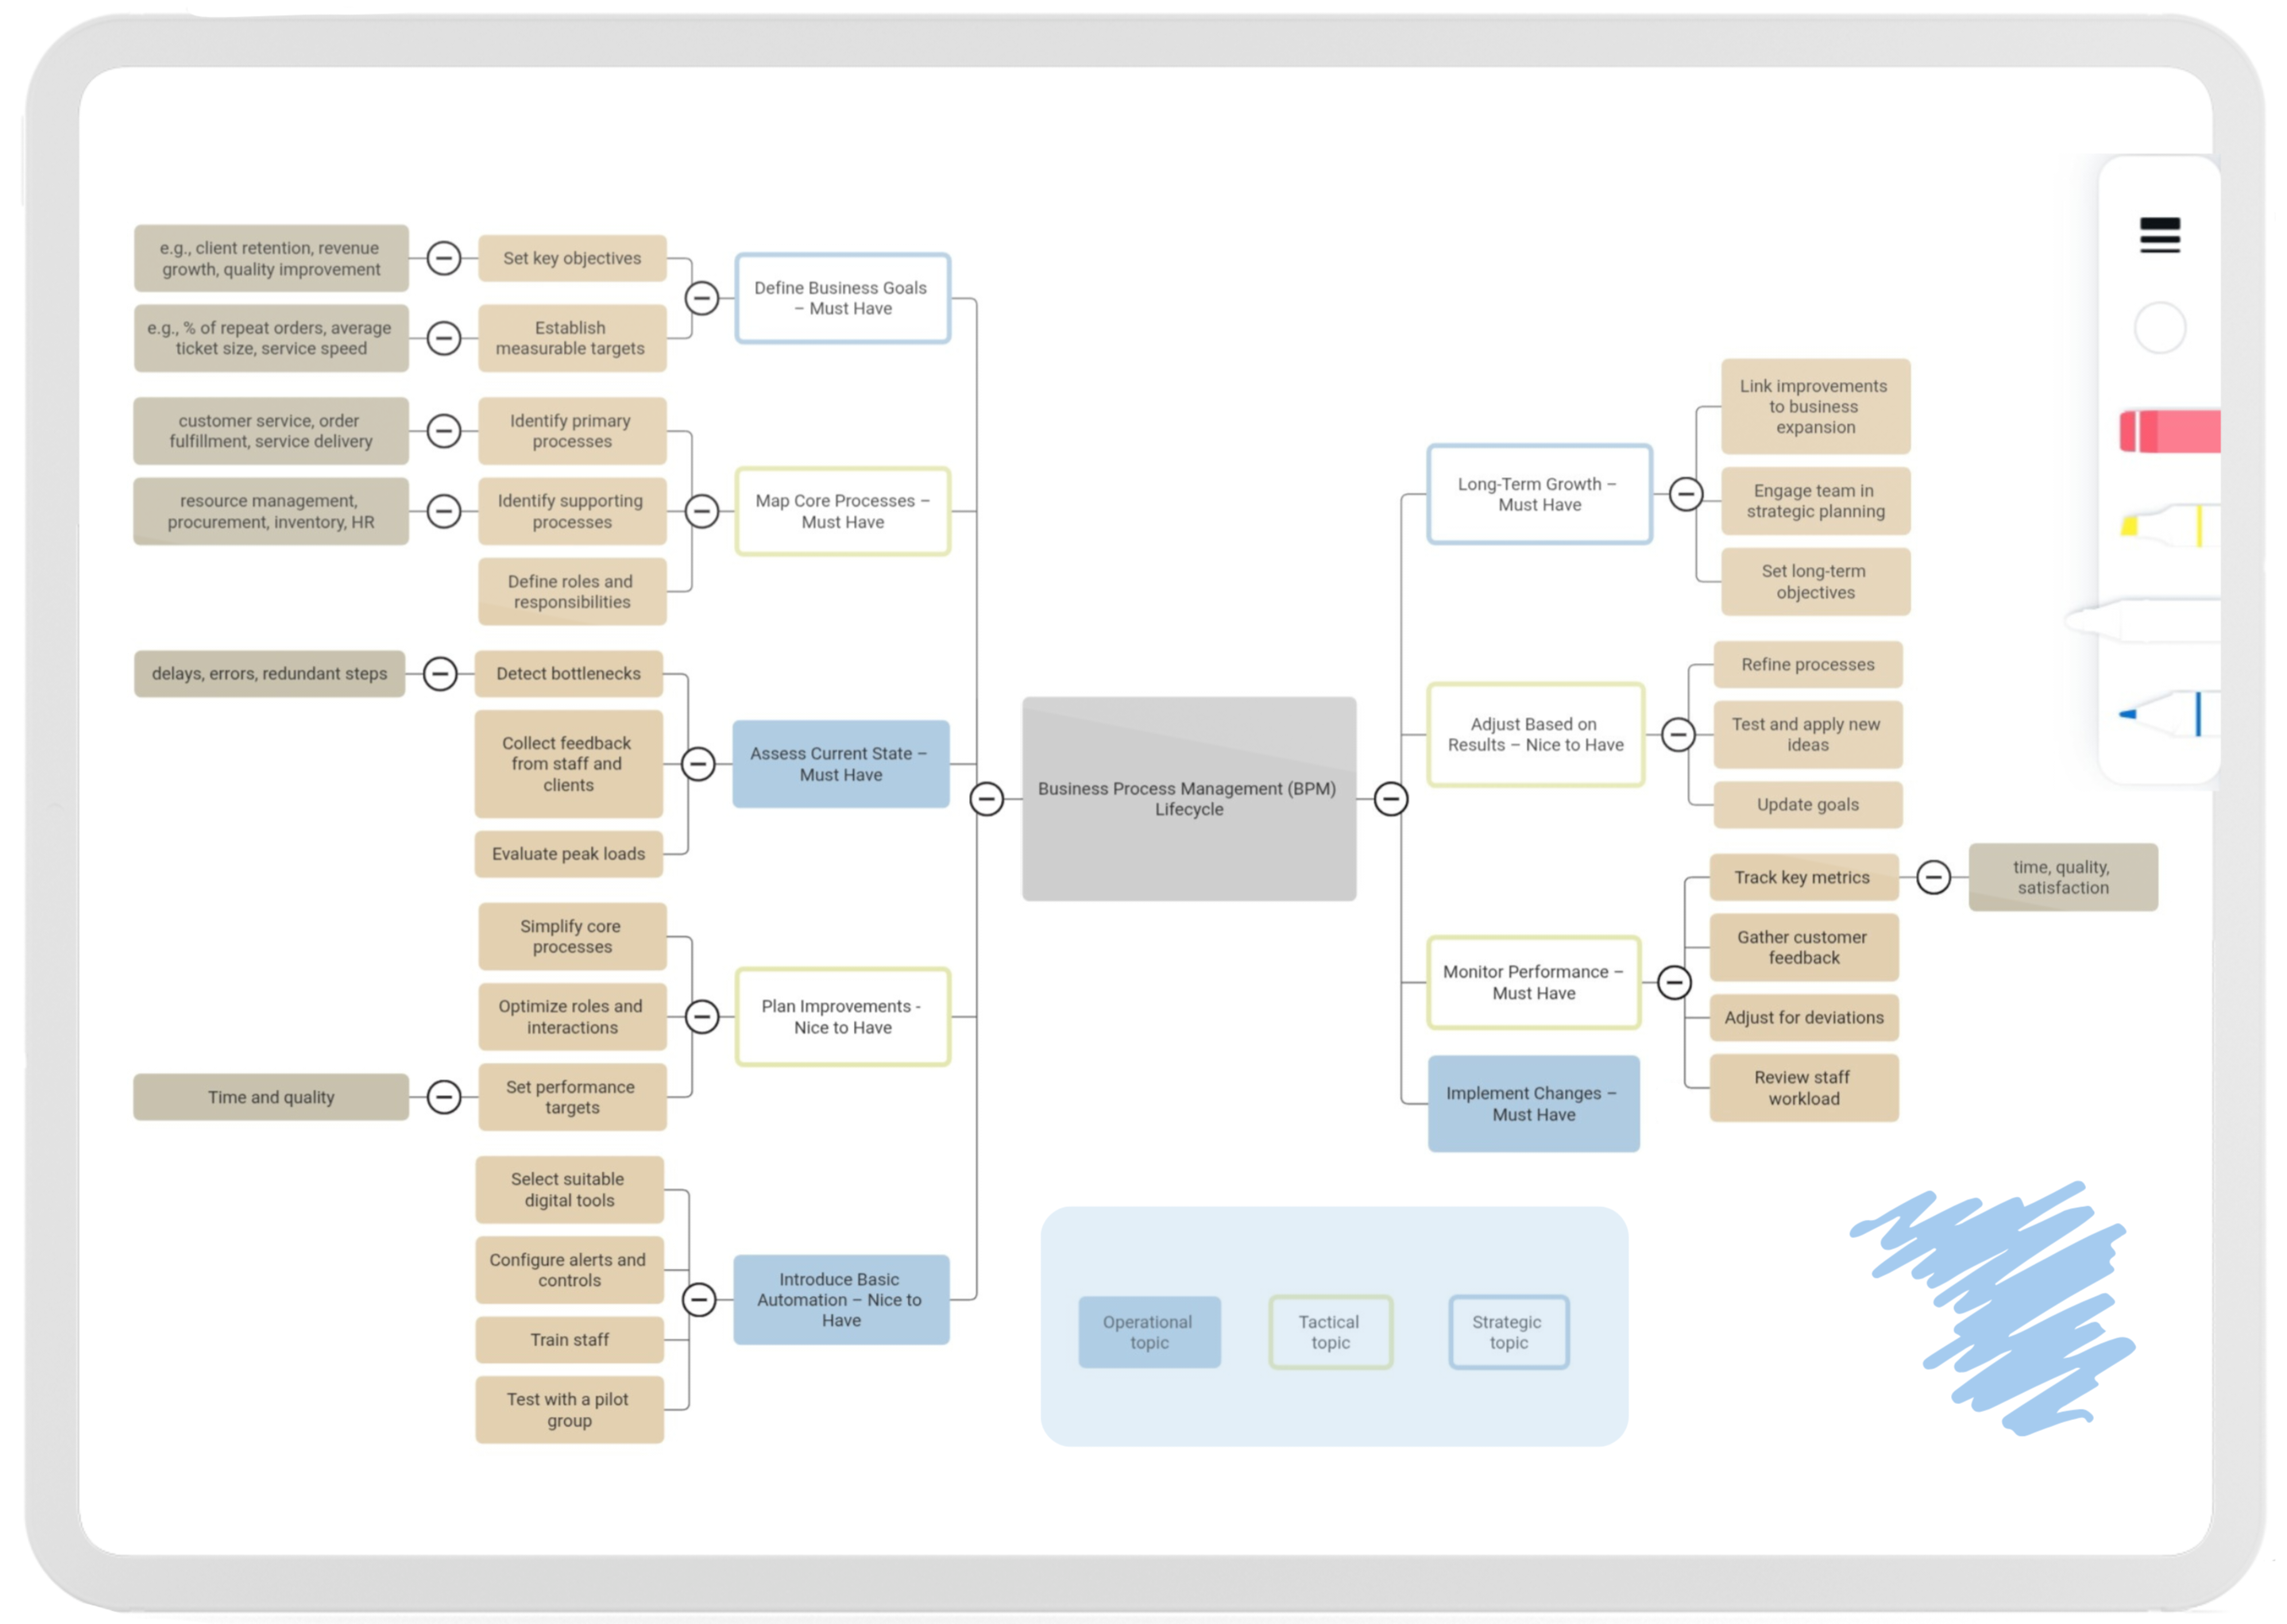 e.g., client retention, revenue
growth, quality improvement
Set key objectives
Define Business Goals
– Must Have
e.g., % of repeat orders, average
ticket size, service speed
Establish
measurable targets
customer service, order
fulfillment, service delivery
Identify primary
processes
Map Core Processes –
Must Have
resource management,
procurement, inventory, HR
Identify supporting
processes
Define roles and
responsibilities
delays, errors, redundant steps
Detect bottlenecks
Assess Current State –
Must Have
Collect feedback
from staff and
clients
Evaluate peak loads
Simplify core
processes
Plan Improvements -
Nice to Have
Optimize roles and
interactions
Time and quality
Set performance
targets
Select suitable
digital tools
Introduce Basic
Automation – Nice to
Have
Configure alerts and
controls
Train staff
Test with a pilot
group
Business Process Management (BPM)
Lifecycle
Long-Term Growth –
Must Have
Link improvements
to business
expansion
Engage team in
strategic planning
Set long-term
objectives
Adjust Based on
Results – Nice to Have
Refine processes
Test and apply new
ideas
Update goals
Monitor Performance –
Must Have
Track key metrics
time, quality,
satisfaction
Gather customer
feedback
Adjust for deviations
Review staff
workload
Implement Changes –
Must Have
Operational
topic
Tactical
topic
Strategic
topic